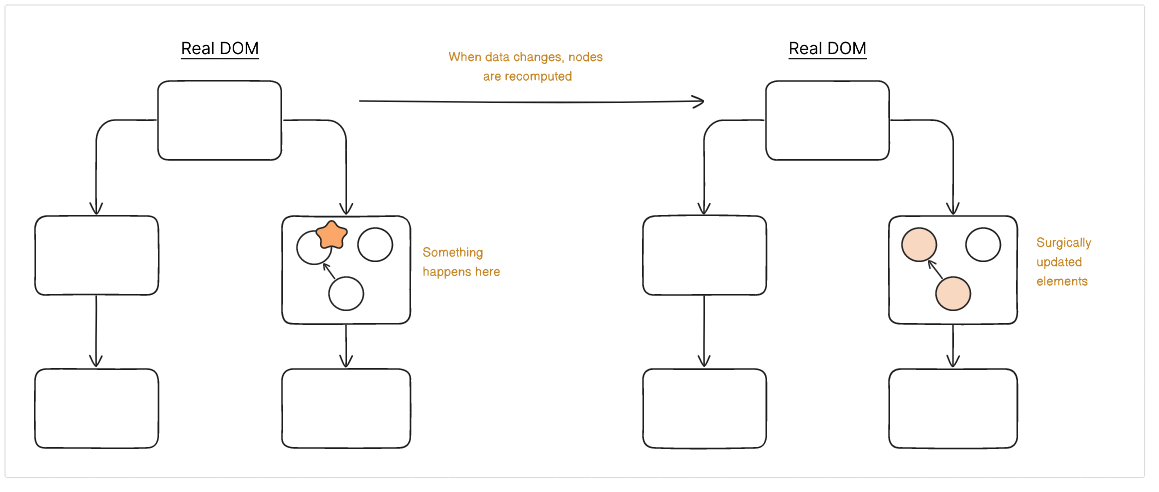 Real DOM
When data changes, nodes
are recomputed
Real DOM
Something
happens here
Surgically
updated
elements